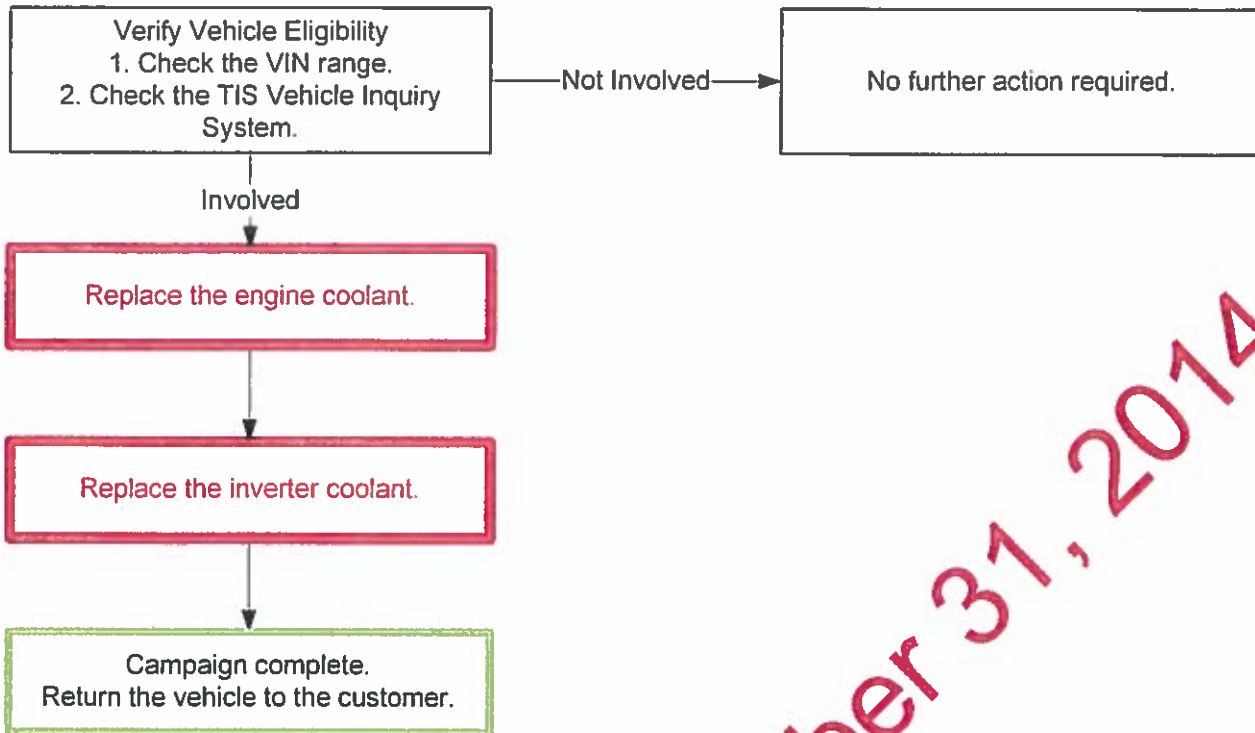 Verify Vehicle Eligibility
1. Check the VIN range.
2. Check the TIS Vehicle Inquiry
System.
Not Involved
No further action required.
Involved
Replace the engine coolant.
Replace the inverter coolant.
Campaign complete.
Return the vehicle to the customer.
ber 31, 2014